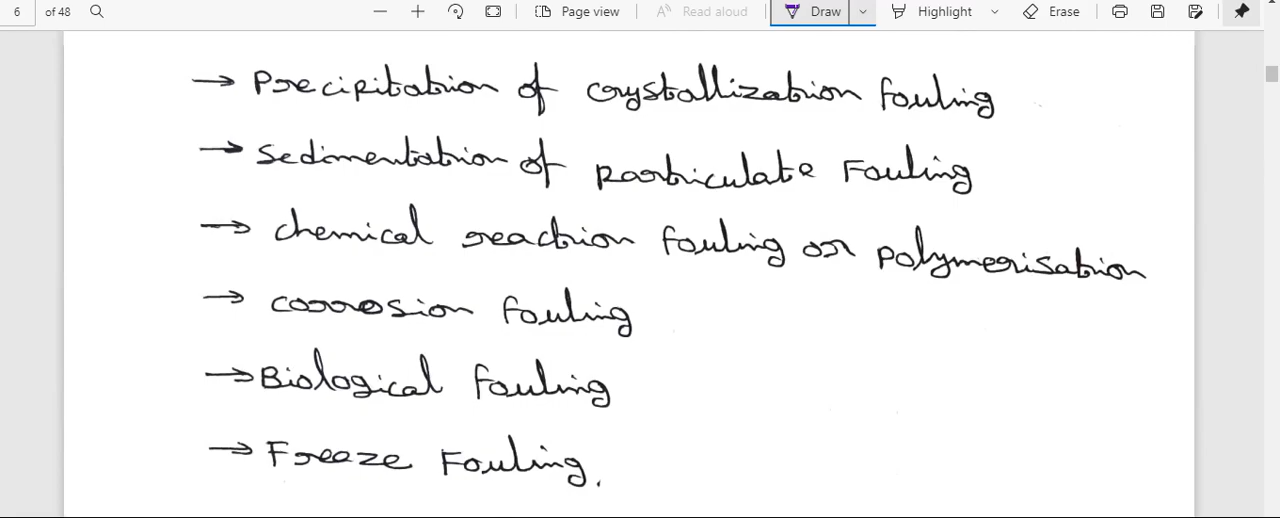 6 of 48 Page view Read aloud Draw Highlight Erase
→ Precipitation of crystallization fouling
→ Sedimentation of particulate Fouling
→ chemical reaction fouling or polymerisation
→ corrosion fouling
→ Biological fouling
→ Freeze Fouling.